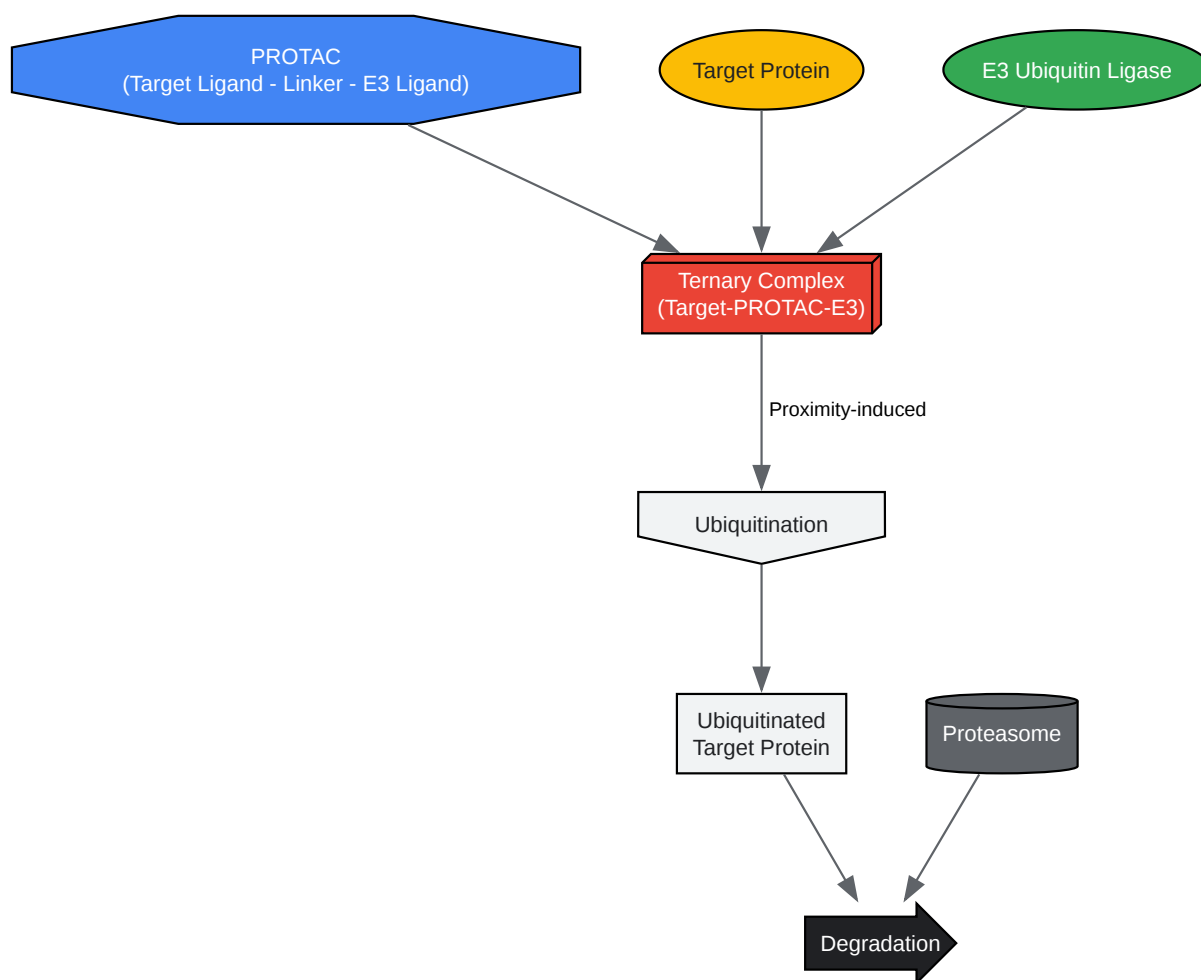 PROTAC
(Target Ligand - Linker - E3 Ligand)
Target Protein
E3 Ubiquitin Ligase
Ternary Complex
(Target-PROTAC-E3)
Proximity-induced
Ubiquitination
Ubiquitinated
Target Protein
Proteasome
Degradation